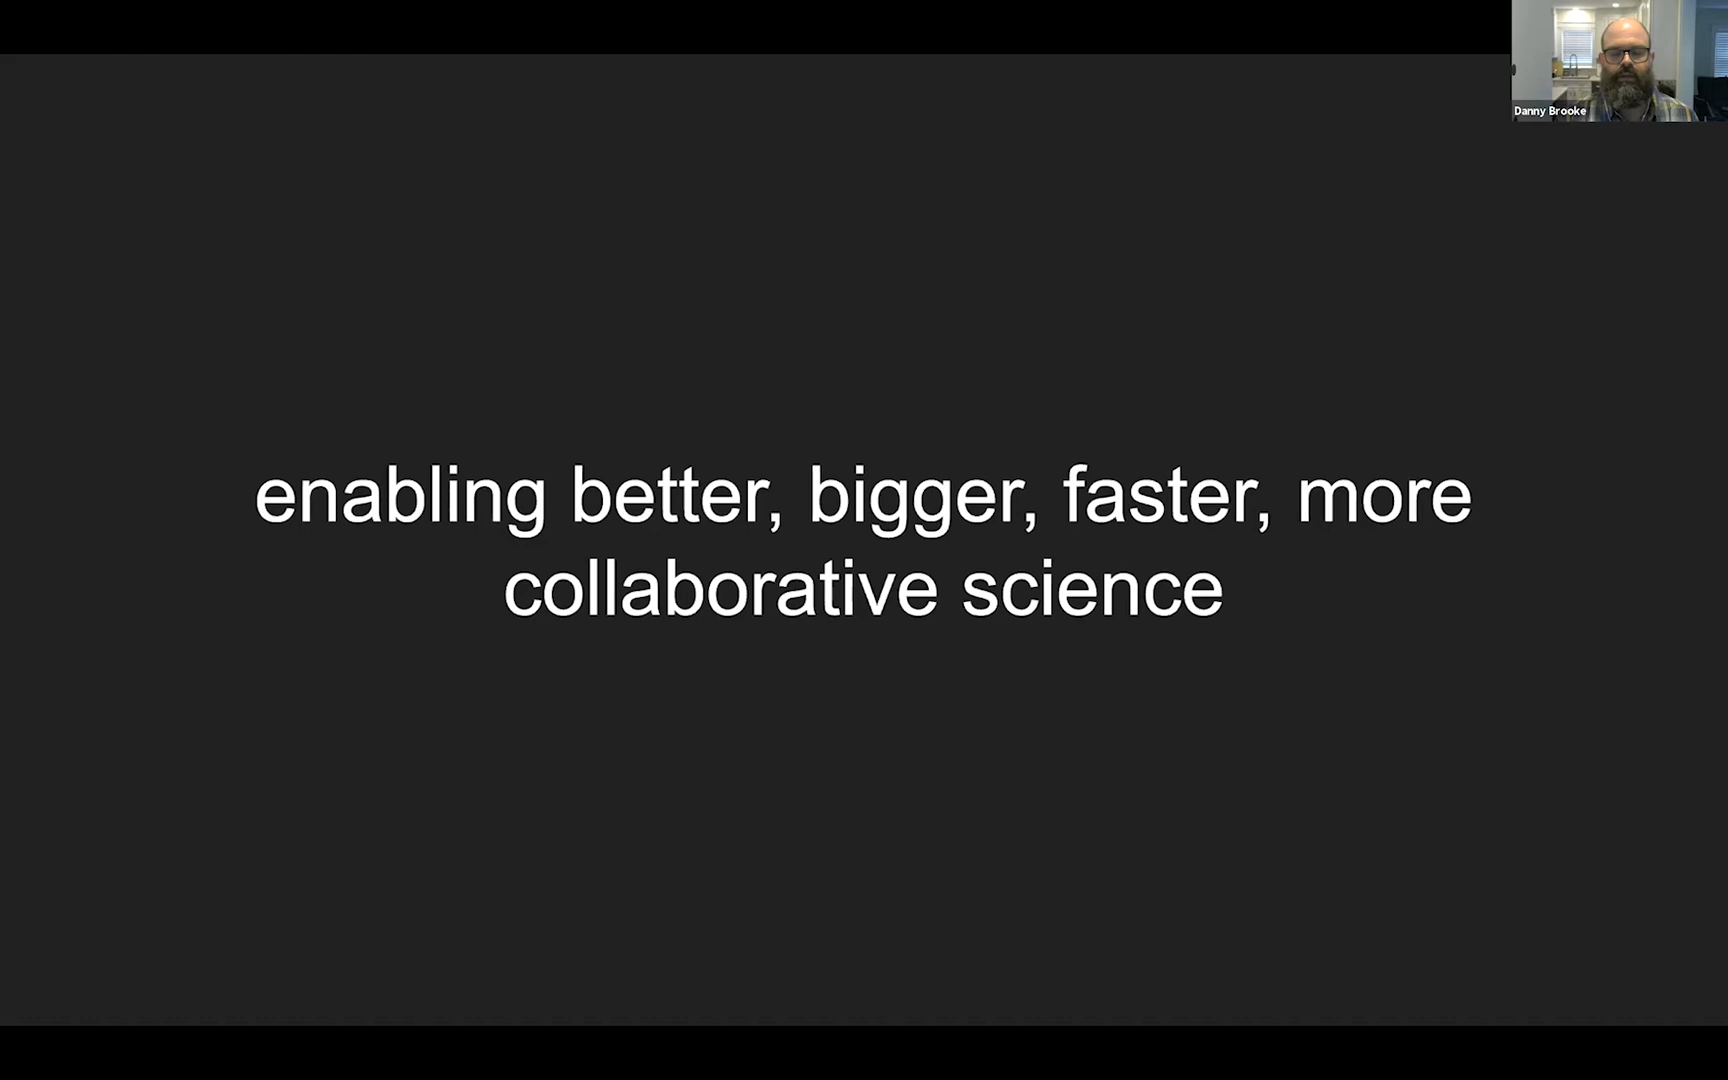 Danny Brooke
enabling better, bigger, faster, more
collaborative science